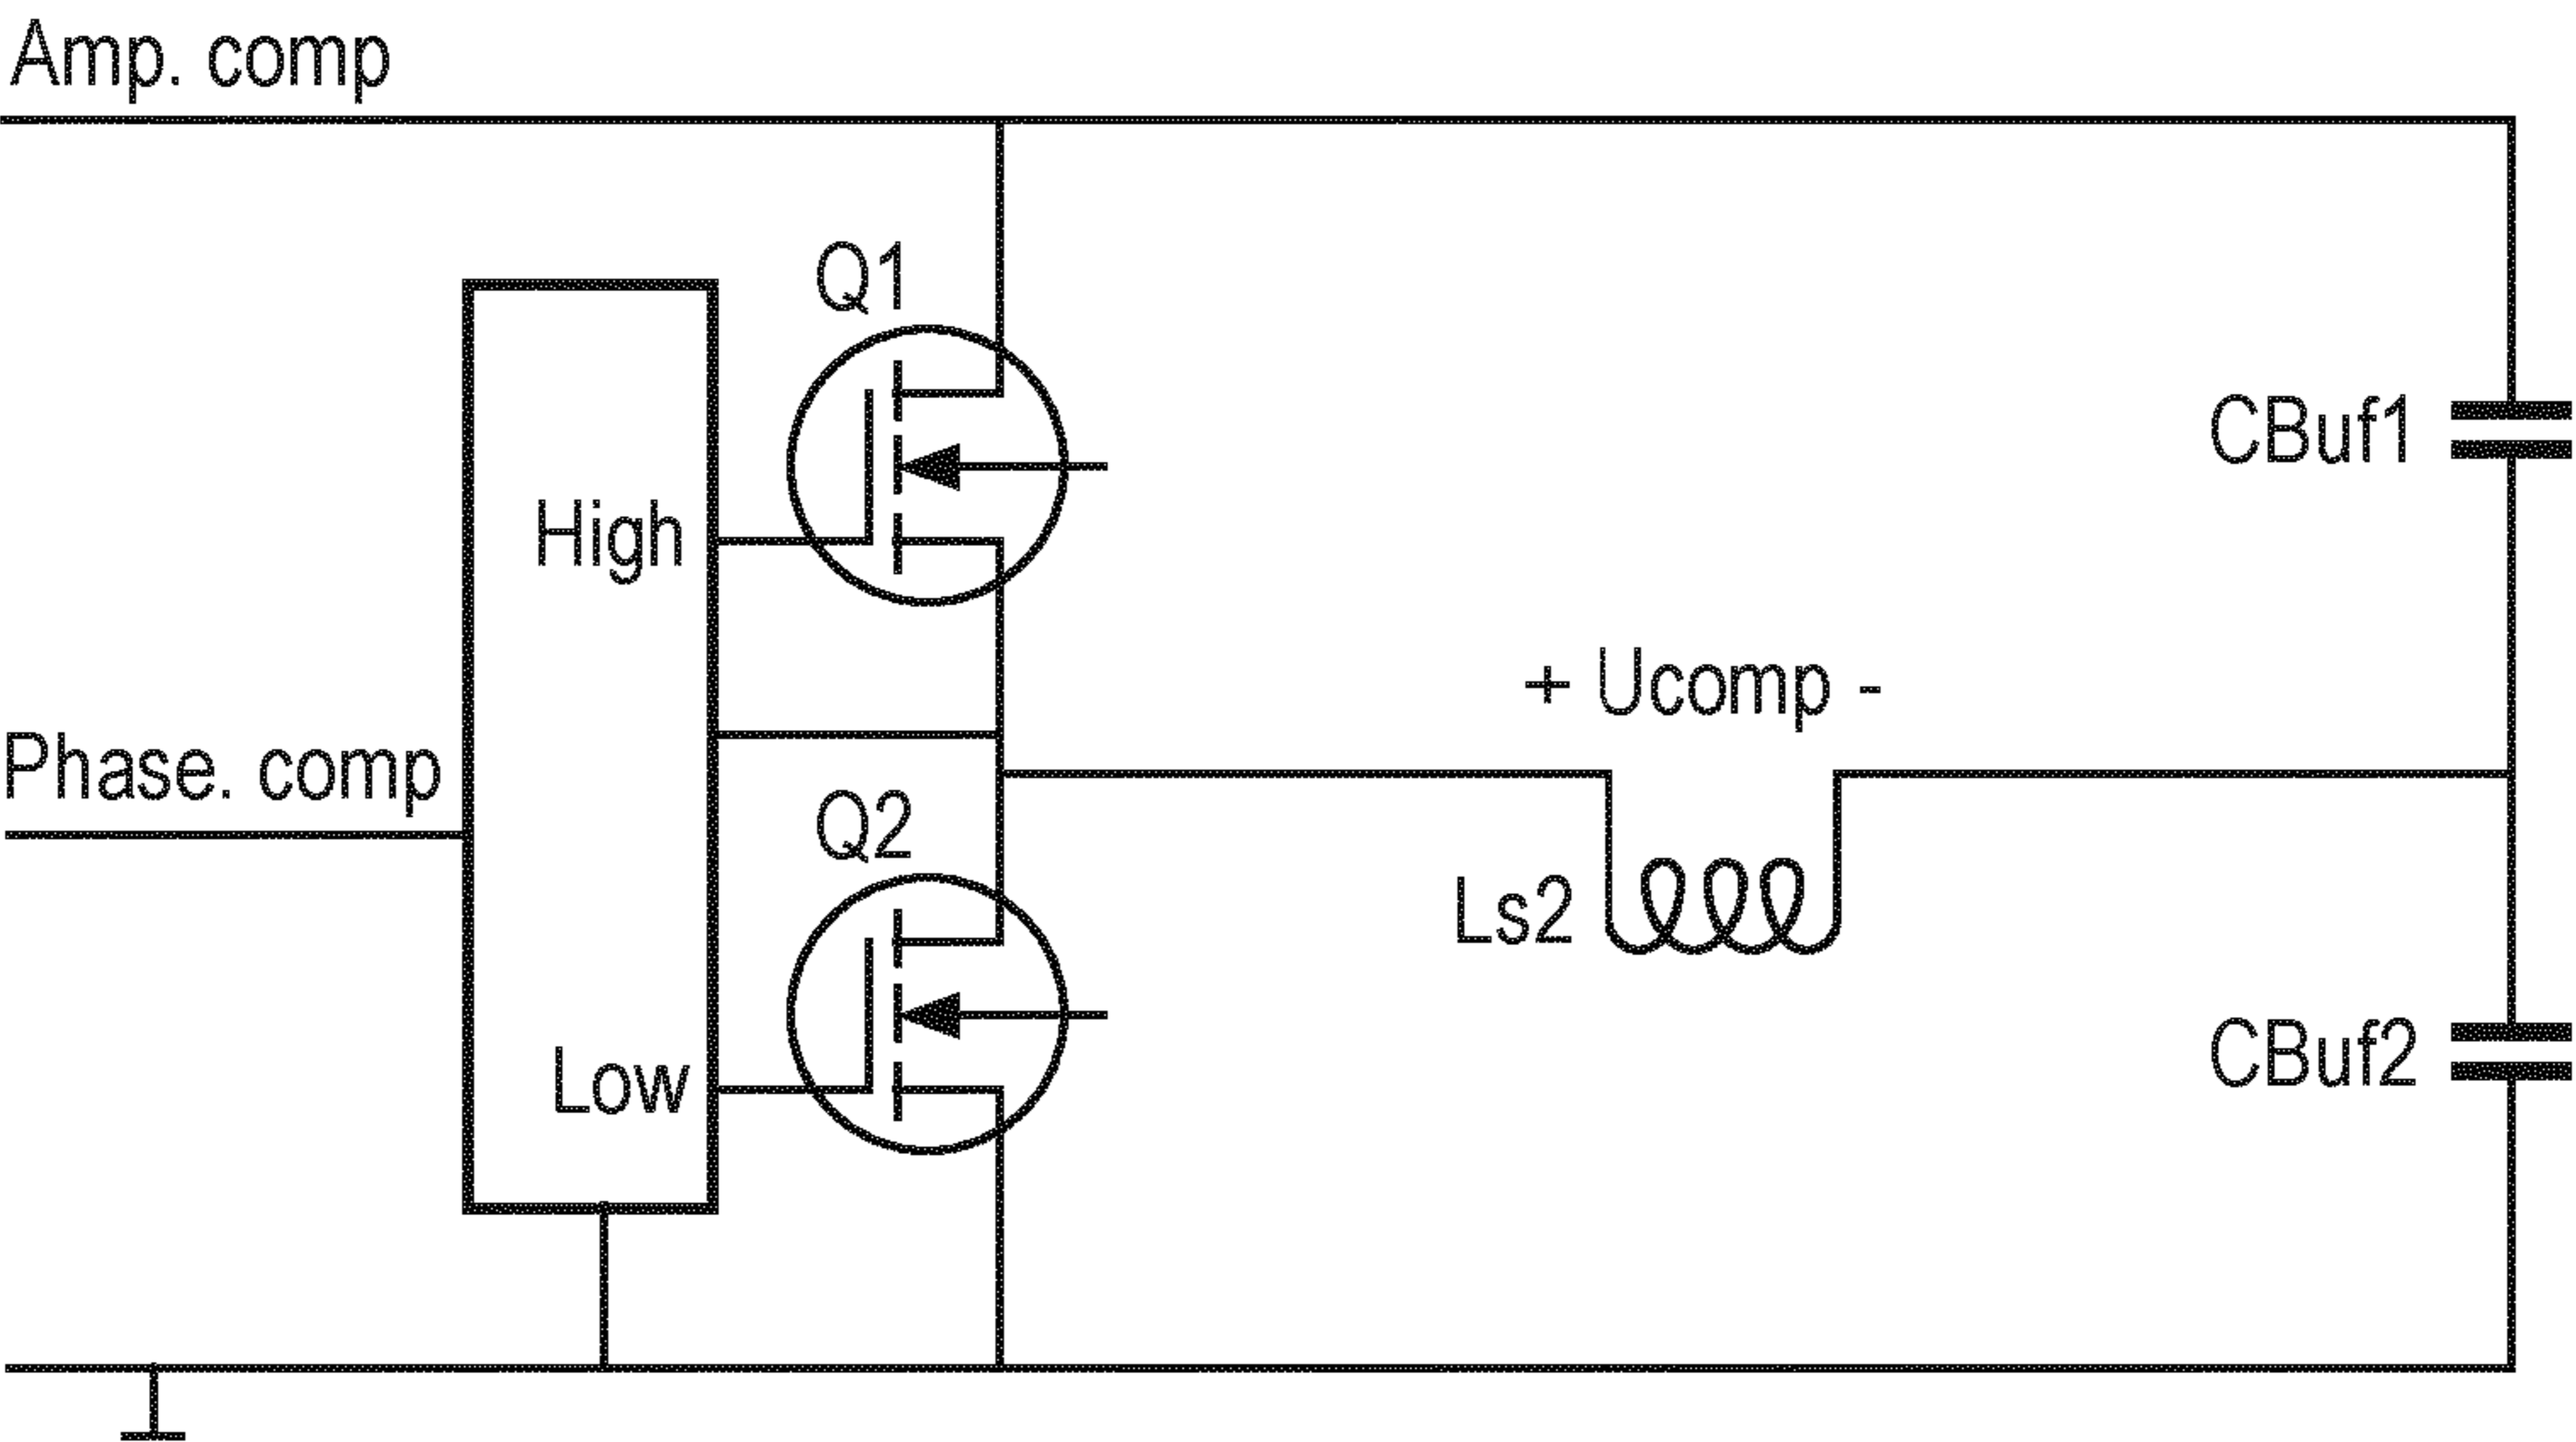 Amp. comp
Q1
CBuf1
High
+ Ucomp -
Phase. comp
Q2
Ls2
CBuf2
Low